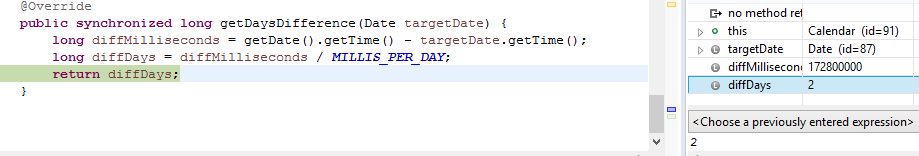 @Override
public synchronized long getDaysDifference(Date targetDate) {
long diffMilliseconds = getDate().getTime() - targetDate.getTime();
long diffDays = diffMilliseconds / MILLIS_PER_DAY;
return diffDays;
}
no method ret
this Calendar (id=91)
targetDate Date (id=87)
diffMillisecon 172800000
diffDays 2
<Choose a previously entered expression>
2